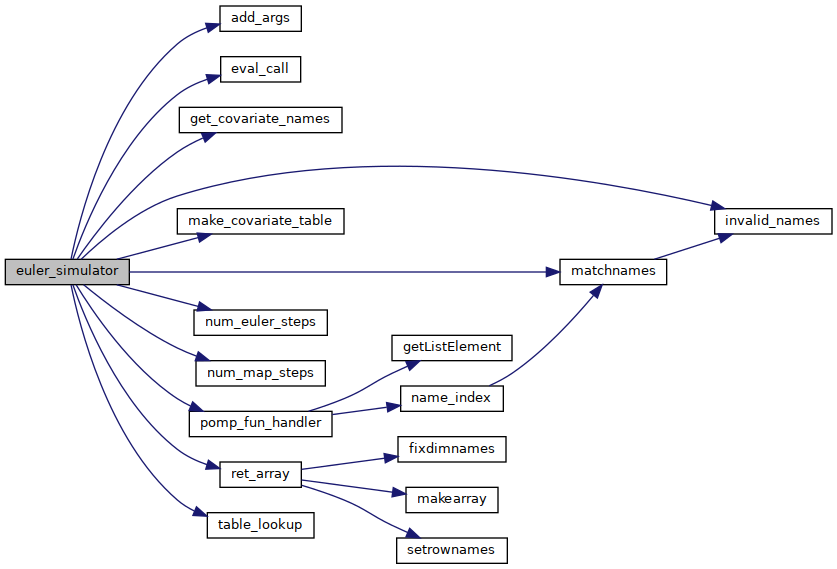 add_args
eval_call
get_covariate_names
make_covariate_table
invalid_names
euler_simulator
matchnames
num_euler_steps
getListElement
num_map_steps
name_index
pomp_fun_handler
fixdimnames
ret_array
makearray
table_lookup
setrownames